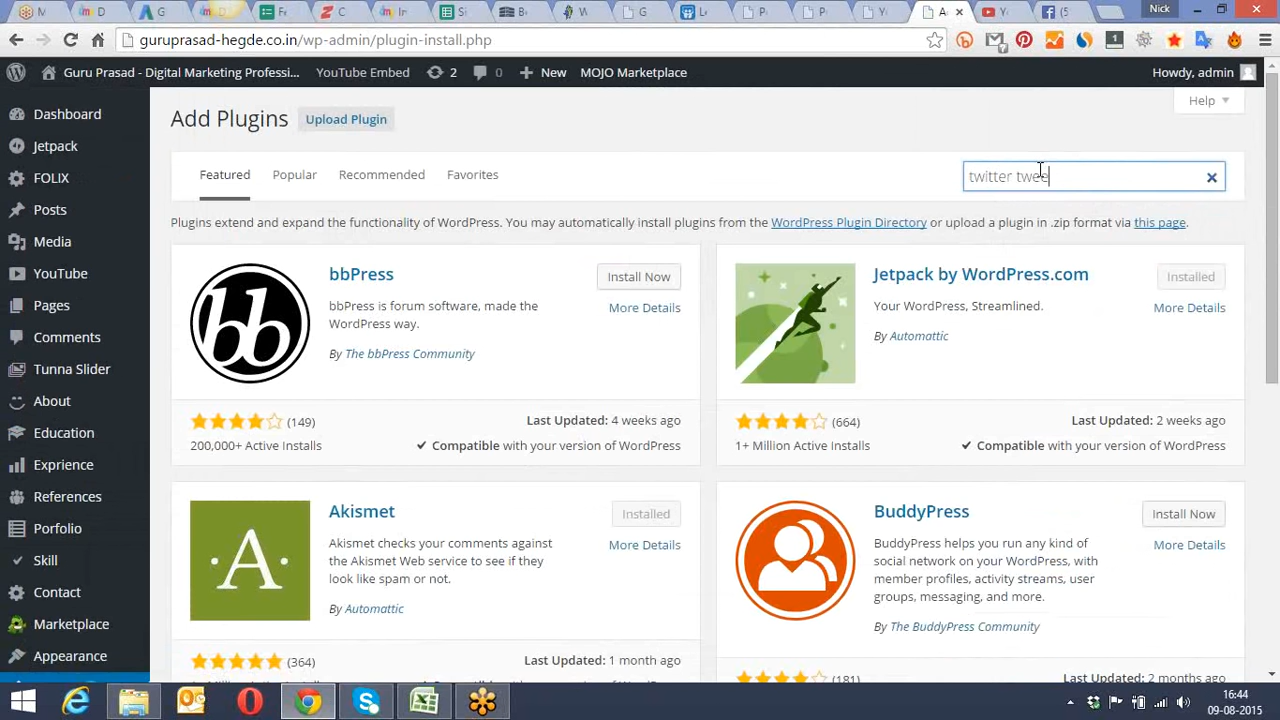 Nick
guruprasad-hegde.co.in/wp-admin/plugin-install.php
Guru Prasad - Digital Marketing Professi...
YouTube Embed
2
0
New
MOJO Marketplace
Howdy, admin
Dashboard
Jetpack
FOLIX
Posts
Media
YouTube
Pages
Comments
Tunna Slider
About
Education
Exprience
References
Porfolio
Skill
Contact
Marketplace
Appearance
Help
Add Plugins
Upload Plugin
Featured
Popular
Recommended
Favorites
twitter twee
Plugins extend and expand the functionality of WordPress. You may automatically install plugins from the WordPress Plugin Directory or upload a plugin in .zip format via this page.
bbPress
Install Now
More Details
bbPress is forum software, made the
WordPress way.
By The bbPress Community
(149)
Last Updated: 4 weeks ago
200,000+ Active Installs
Compatible with your version of WordPress
Jetpack by WordPress.com
Installed
More Details
Your WordPress, Streamlined.
By Automattic
(664)
Last Updated: 2 weeks ago
1+ Million Active Installs
Compatible with your version of WordPress
Akismet
Installed
More Details
Akismet checks your comments against
the Akismet Web service to see if they
look like spam or not.
By Automattic
(364)
Last Updated: 1 month ago
BuddyPress
Install Now
More Details
BuddyPress helps you run any kind of
social network on your WordPress, with
member profiles, activity streams, user
groups, messaging, and more.
By The BuddyPress Community
(181)
Last Updated: 2 months ago
16:44
09-08-2015